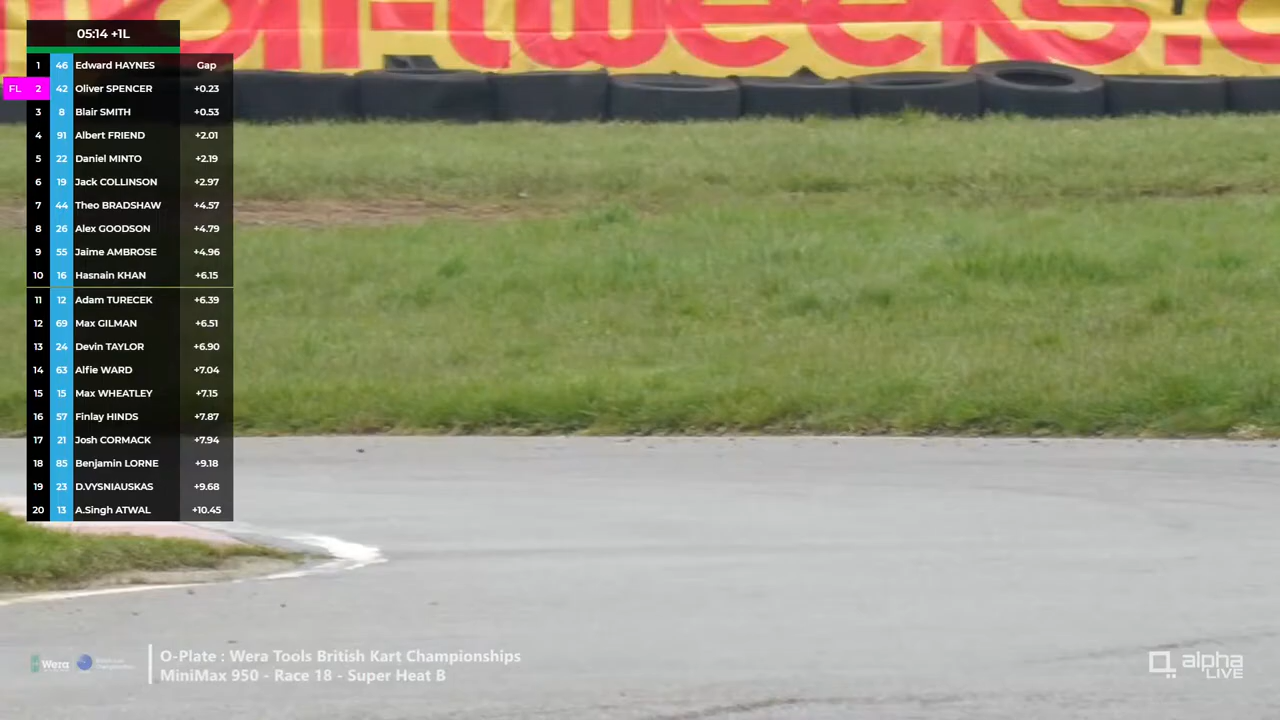 05:14 +1L
1 46 Edward HAYNES Gap
FL 2 42 Oliver SPENCER +0.23
3 8 Blair SMITH +0.53
4 91 Albert FRIEND +2.01
5 22 Daniel MINTO +2.19
6 19 Jack COLLINSON +2.97
7 44 Theo BRADSHAW +4.57
8 26 Alex GOODSON +4.79
9 55 Jaime AMBROSE +4.96
10 16 Hasnain KHAN +6.15
11 12 Adam TURECEK +6.39
12 69 Max GILMAN +6.51
13 24 Devin TAYLOR +6.90
14 63 Alfie WARD +7.04
15 15 Max WHEATLEY +7.15
16 57 Finlay HINDS +7.87
17 21 Josh CORMACK +7.94
18 85 Benjamin LORNE +9.18
19 23 D.VYSNIAUSKAS +9.68
20 13 A.Singh ATWAL +10.45
Wera
O-Plate : Wera Tools British Kart Championships
MiniMax 950 - Race 18 - Super Heat B
alpha
LIVE